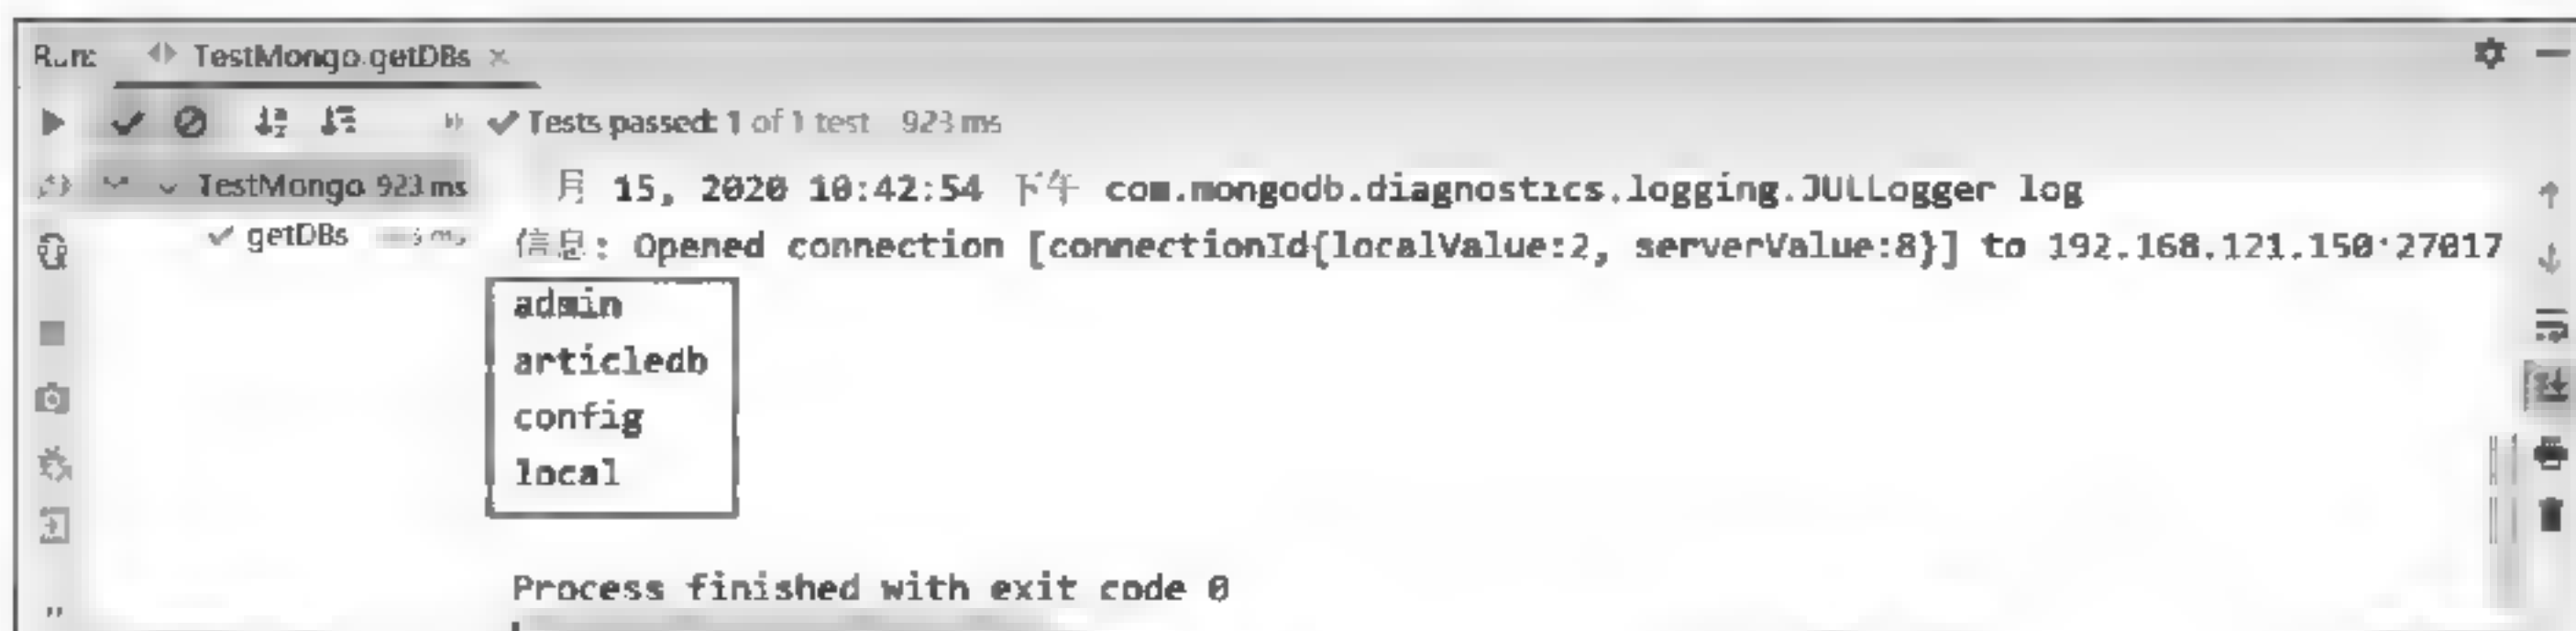 Run: TestMongo.getDBs ×
Tests passed: 1 of 1 test 923 ms
TestMongo 923 ms
月 15, 2020 10:42:54 下午 com.mongodb.diagnostics.logging.JULLogger log
getDBs
信息: Opened connection [connectionId{localValue:2, serverValue:8}] to 192.168.121.150:27017
admin
articledb
config
local
Process finished with exit code 0